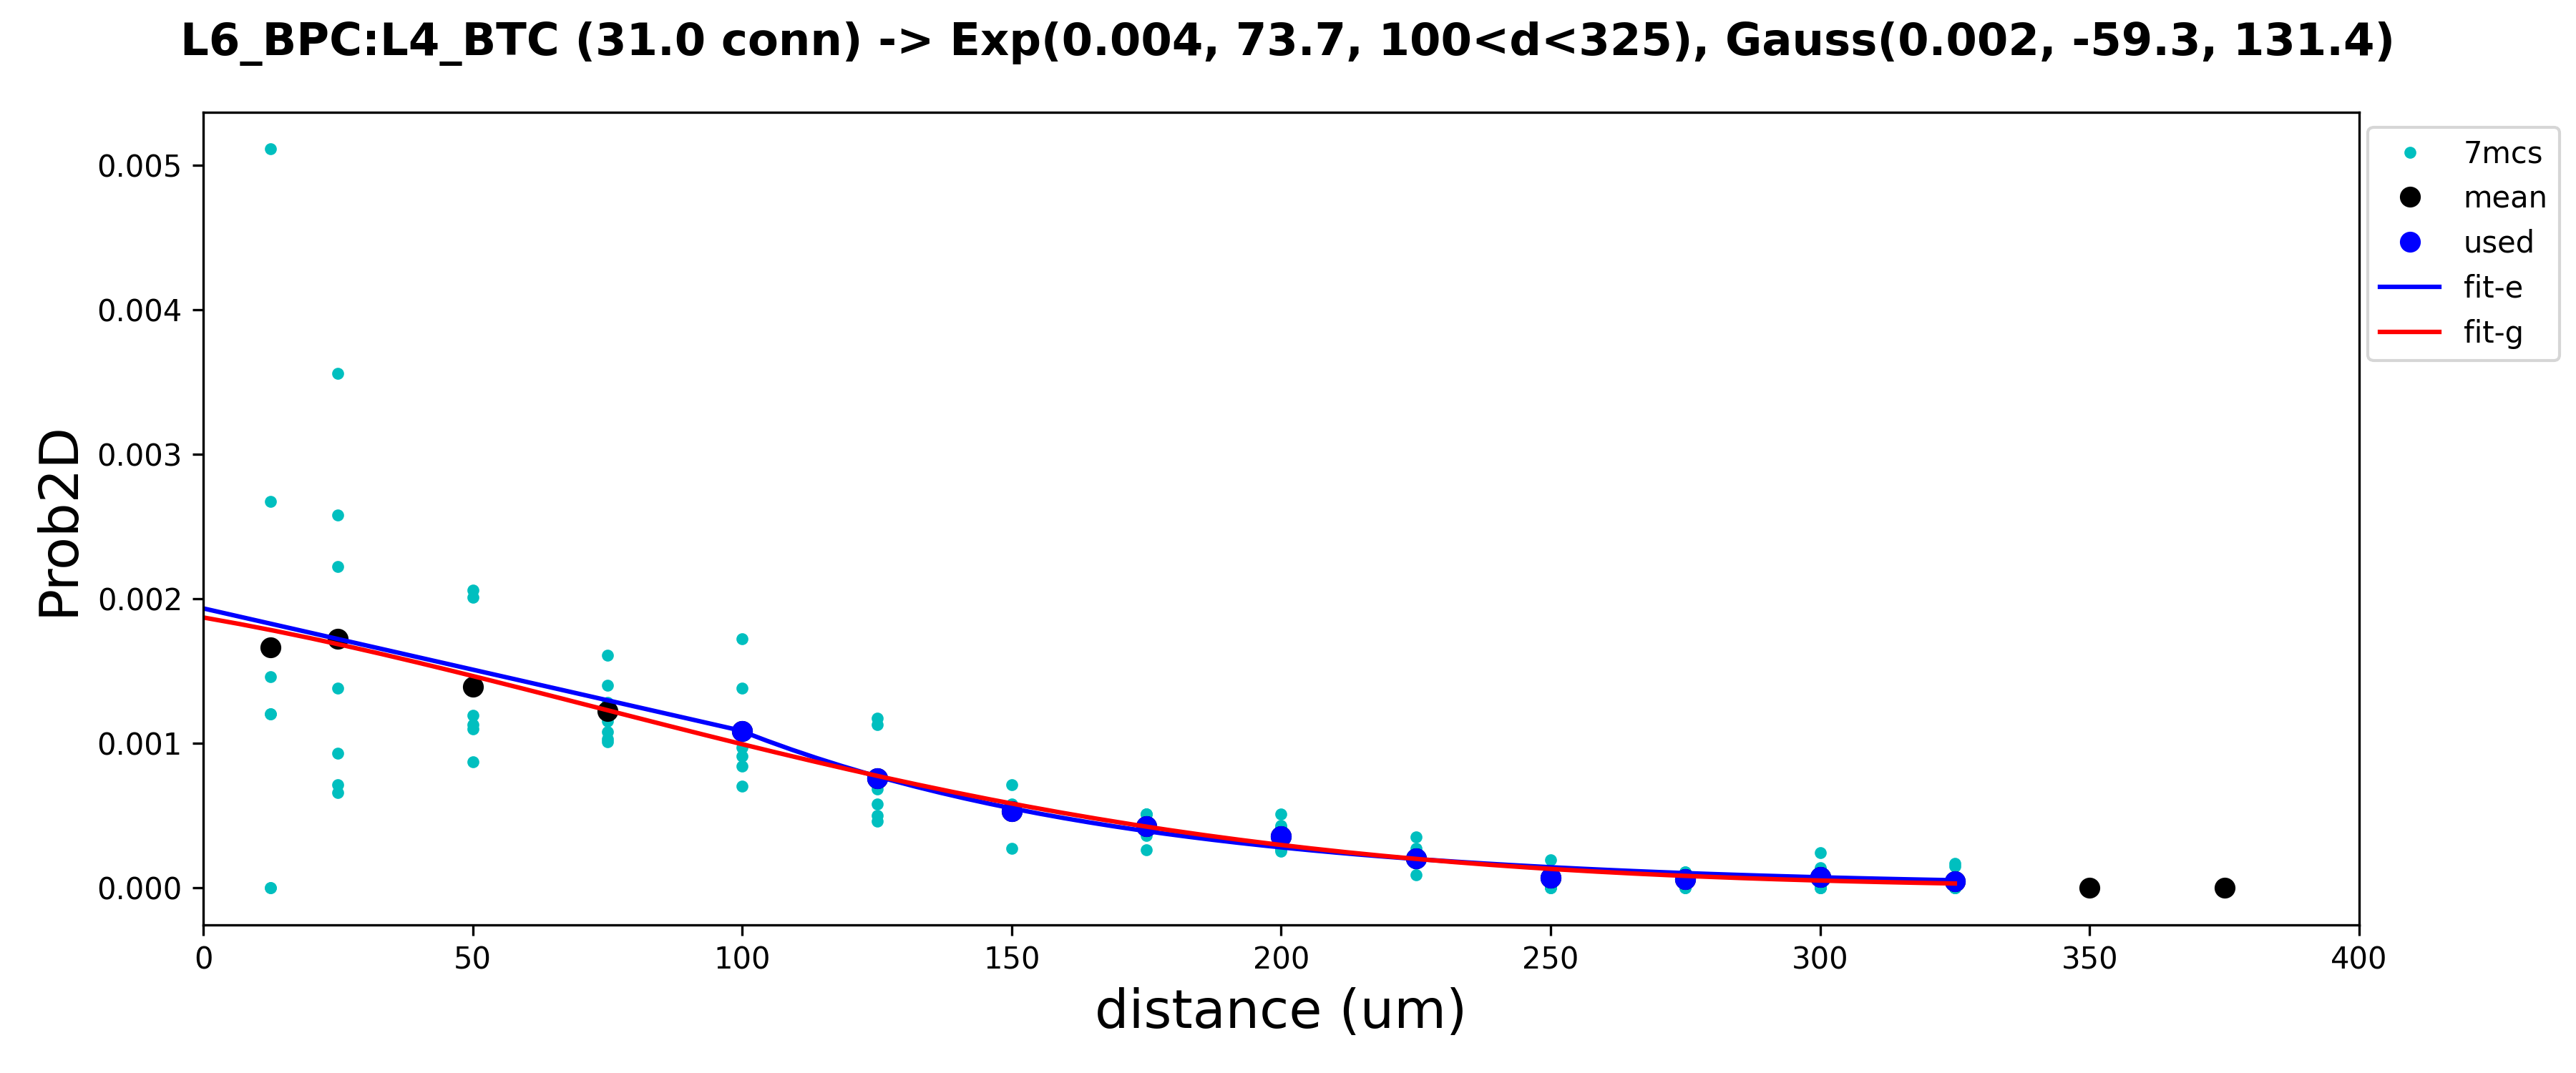 L6_BPC:L4_BTC (31.0 conn) -> Exp(0.004, 73.7, 100<d<325), Gauss(0.002, -59.3, 131.4)
7mcs
mean
used
fit-e
fit-g
0.005
0.004
0.003
0.002
0.001
0.000
Prob2D
0 50 100 150 200 250 300 350 400
distance (um)